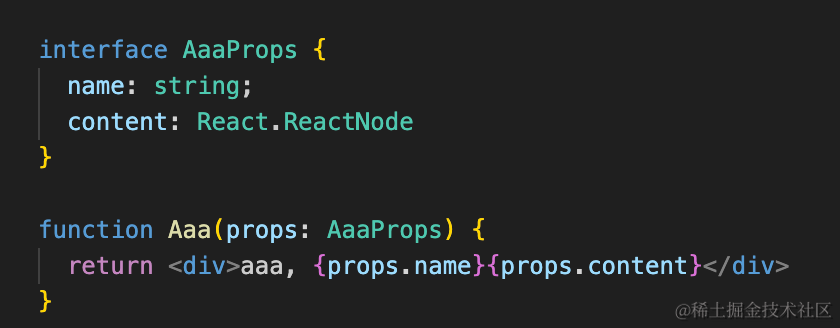 interface AaaProps {
  name: string;
  content: React.ReactNode
}
function Aaa(props: AaaProps) {
  return <div>aaa, {props.name}{props.content}</div>
}
@稀土掘金技术社区